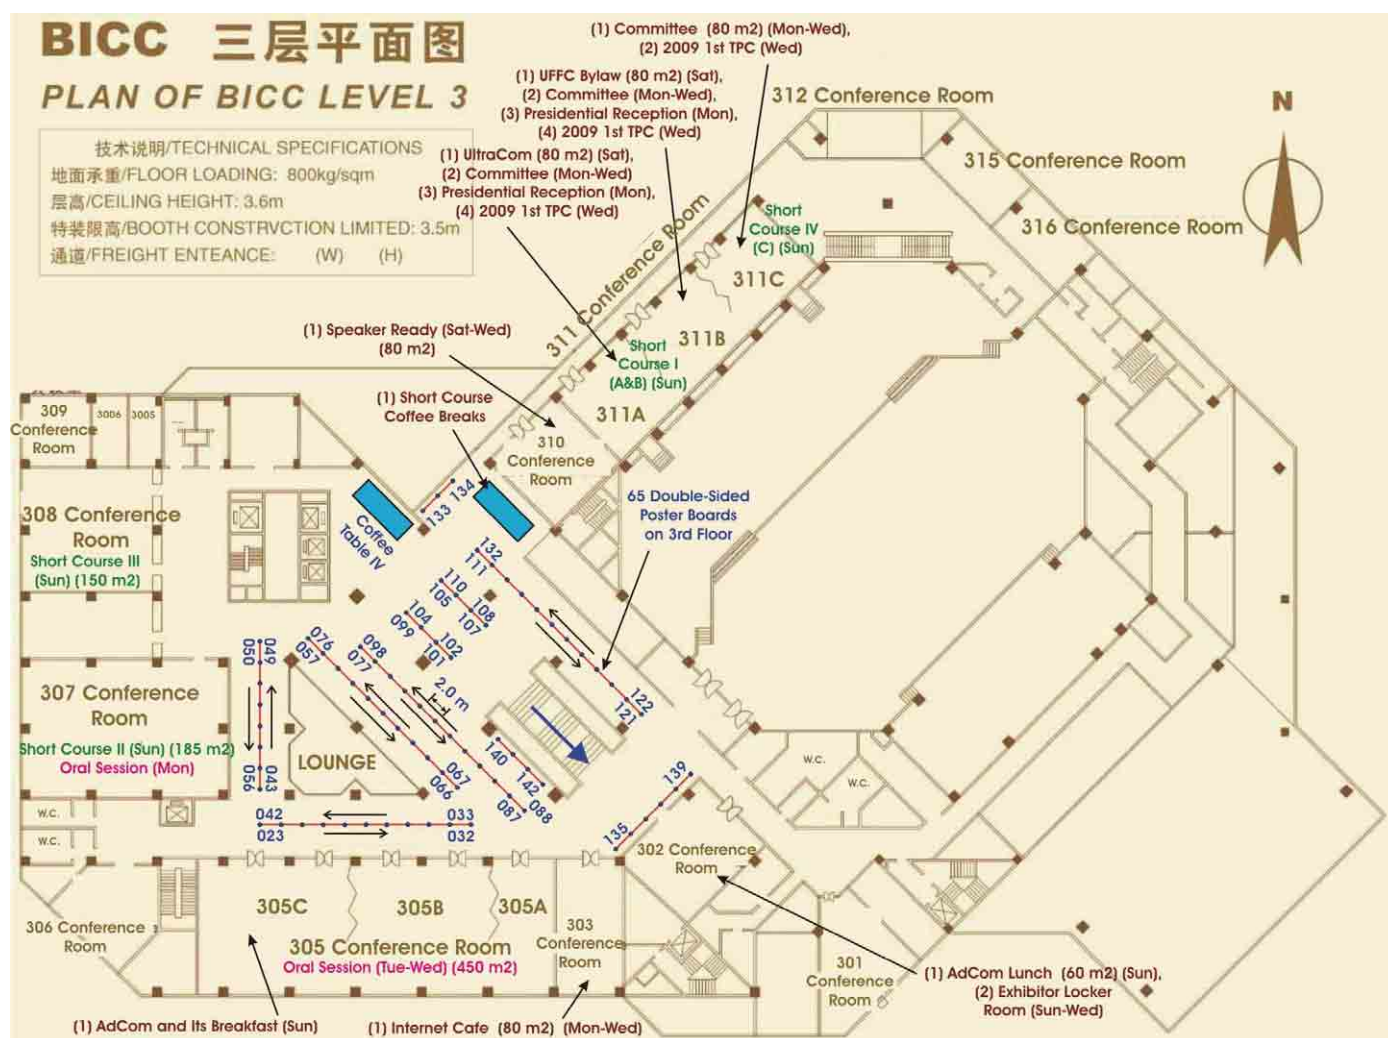 BICC 三层平面图
PLAN OF BICC LEVEL 3
技术说明/TECHNICAL SPECIFICATIONS
地面承重/FLOOR LOADING: 800kg/sqm
层高/CEILING HEIGHT: 3.6m
特装限高/BOOTH CONSTRVCTION LIMITED: 3.5m
通道/FREIGHT ENTEANCE: (W) (H)
(1) Committee (80 m2) (Mon-Wed),
(2) 2009 1st TPC (Wed)
(1) UFFC Bylaw (80 m2) (Sat),
(2) Committee (Mon-Wed),
(3) Presidential Reception (Mon),
(4) 2009 1st TPC (Wed)
(1) UltraCom (80 m2) (Sat),
(2) Committee (Mon-Wed)
(3) Presidential Reception (Mon),
(4) 2009 1st TPC (Wed)
312 Conference Room
N
315 Conference Room
316 Conference Room
311 Conference Room
Short
Course IV
(C) (Sun)
311C
311B
Short
Course I
(A&B) (Sun)
311A
(1) Speaker Ready (Sat-Wed)
(80 m2)
(1) Short Course
Coffee Breaks
310
Conference
Room
309
Conference
Room
3006
3005
308 Conference
Room
Short Course III
(Sun) (150 m2)
Coffee
Table IV
133
134
65 Double-Sided
Poster Boards
on 3rd Floor
132
111
110
105
108
107
104
099
102
101
098
077
076
057
049
050
2.0 m
122
121
307 Conference
Room
Short Course II (Sun) (185 m2)
Oral Session (Mon)
LOUNGE
056
043
067
066
140
142
087
088
139
135
W.C.
W.C.
W.C.
W.C.
042
023
033
032
302 Conference
Room
305C
305B
305A
305 Conference Room
Oral Session (Tue-Wed) (450 m2)
303
Conference
Room
306 Conference
Room
301
Conference
Room
(1) AdCom Lunch (60 m2) (Sun),
(2) Exhibitor Locker
Room (Sun-Wed)
(1) AdCom and Its Breakfast (Sun)
(1) Internet Cafe (80 m2) (Mon-Wed)